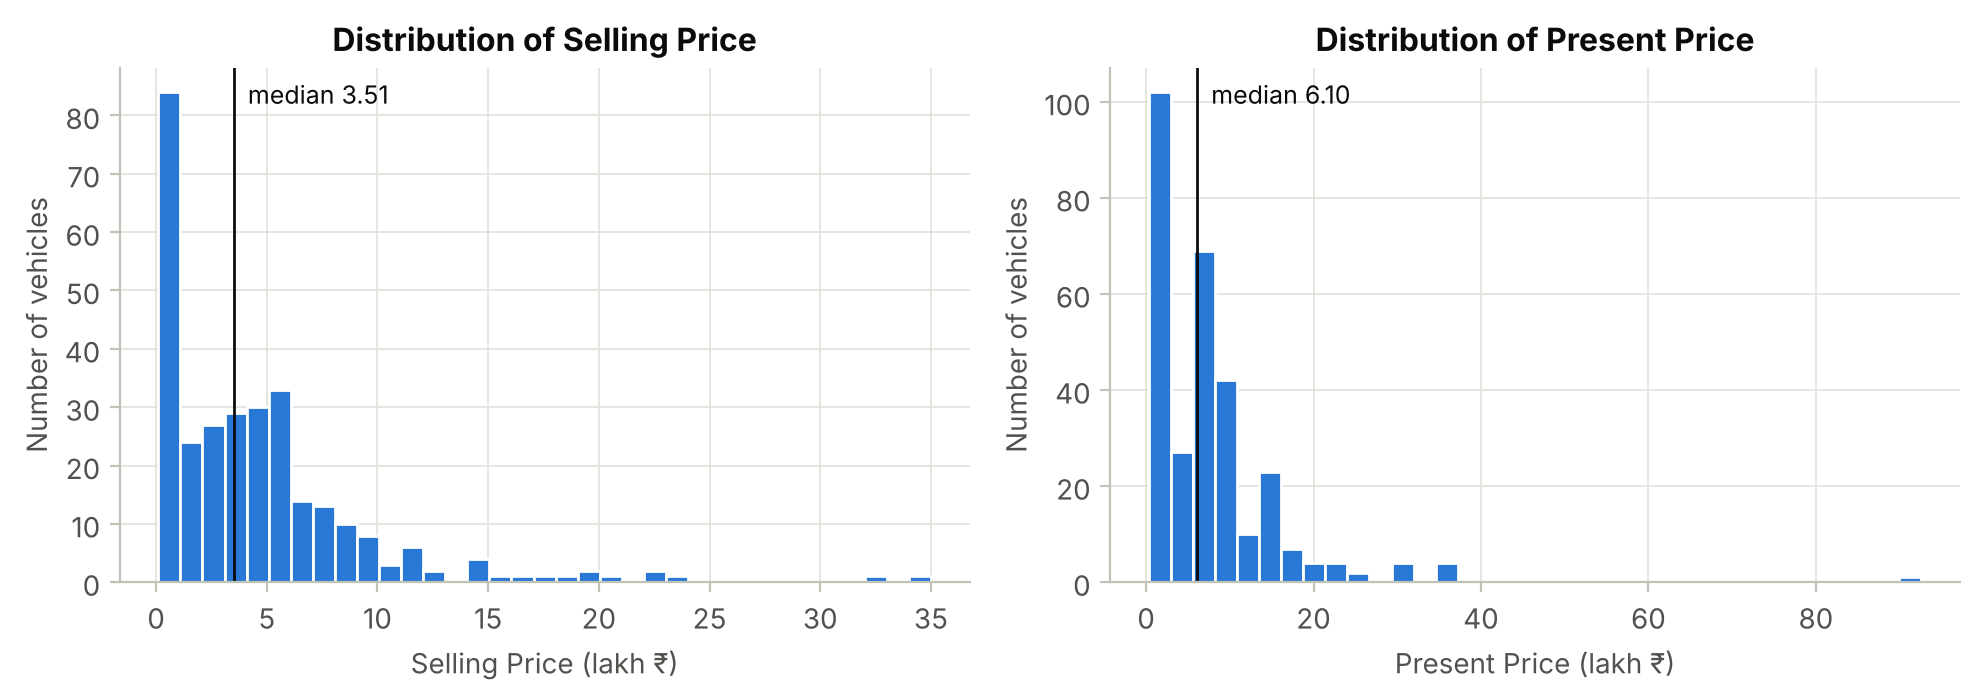 Distribution of Selling Price
median 3.51
Number of vehicles
80
70
60
50
40
30
20
10
0
0 5 10 15 20 25 30 35
Selling Price (lakh ₹)
Distribution of Present Price
median 6.10
Number of vehicles
100
80
60
40
20
0
0 20 40 60 80
Present Price (lakh ₹)